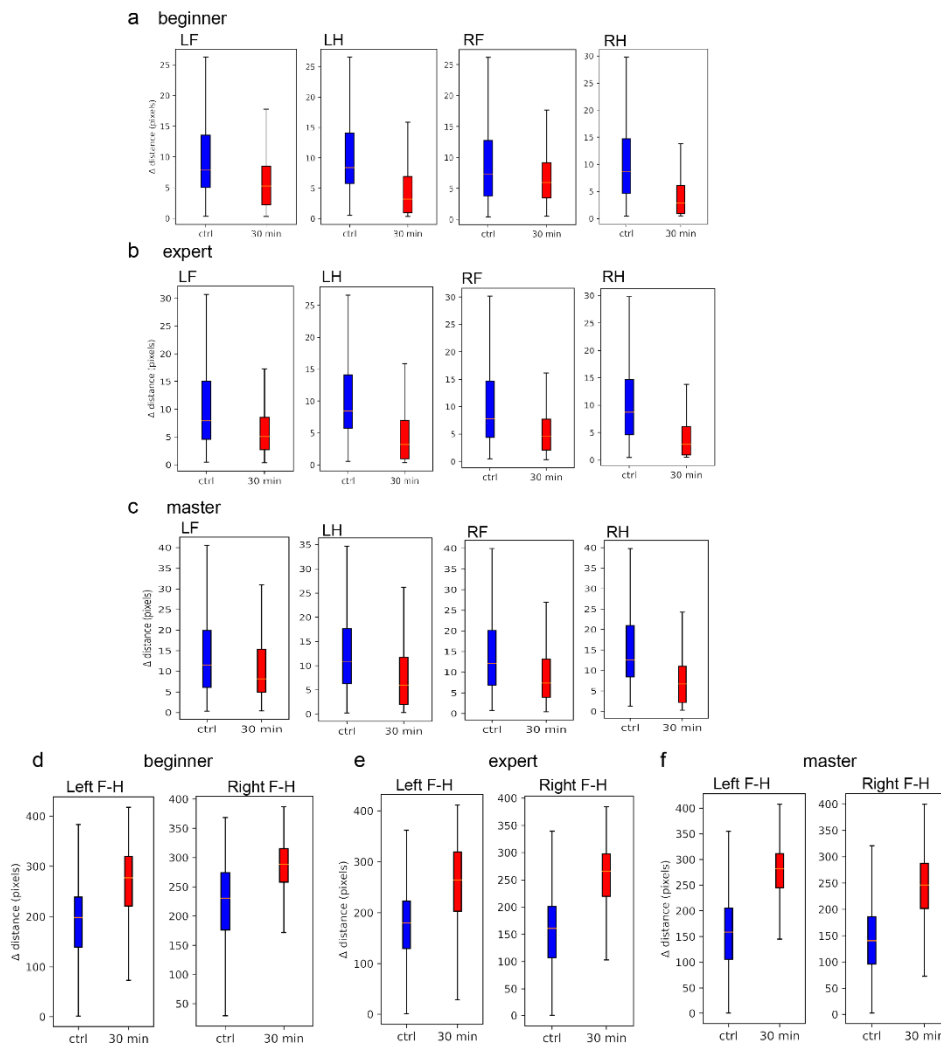 a beginner
LF LH RF RH
Δ distance (pixels)
25 25 25 30
20 20 20 25
15 15 15 20
10 10 10 15
5 5 5 10
0 0 0 5
0
ctrl 30 min ctrl 30 min ctrl 30 min ctrl 30 min
b expert
LF LH RF RH
Δ distance (pixels)
30 25 30 30
25 20 25 25
20 15 20 20
15 10 15 15
10 5 10 10
5 0 5 5
0 0 0
ctrl 30 min ctrl 30 min ctrl 30 min ctrl 30 min
c master
LF LH RF RH
Δ distance (pixels)
40 35 40 40
35 30 35 35
30 25 30 30
25 20 25 25
20 15 20 20
15 10 15 15
10 5 10 10
5 0 5 5
0 0 0
ctrl 30 min ctrl 30 min ctrl 30 min ctrl 30 min
d beginner
Left F-H Right F-H
Δ distance (pixels)
400 400
300 350
200 300
100 250
0 200
150
100
50
ctrl 30 min ctrl 30 min
e expert
Left F-H Right F-H
Δ distance (pixels)
400 400
300 350
200 300
100 250
0 200
150
100
50
0
ctrl 30 min ctrl 30 min
f master
Left F-H Right F-H
Δ distance (pixels)
400 400
300 350
200 300
100 250
0 200
150
100
50
0
ctrl 30 min ctrl 30 min